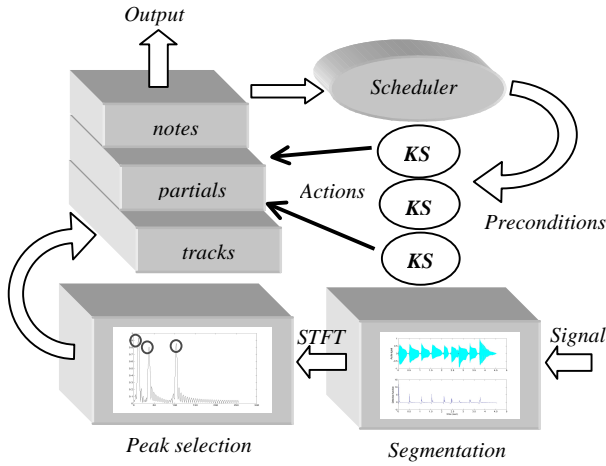 Output
Scheduler
notes
KS
partials
Actions
KS
Preconditions
tracks
KS
STFT
Signal
Peak selection
Segmentation